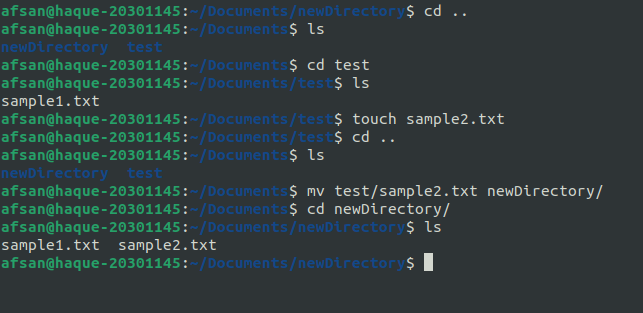 afsan@haque-20301145:~/Documents/newDirectory$ cd ..
afsan@haque-20301145:~/Documents$ ls
newDirectory  test
afsan@haque-20301145:~/Documents$ cd test
afsan@haque-20301145:~/Documents/test$ ls
sample1.txt
afsan@haque-20301145:~/Documents/test$ touch sample2.txt
afsan@haque-20301145:~/Documents/test$ cd ..
afsan@haque-20301145:~/Documents$ ls
newDirectory  test
afsan@haque-20301145:~/Documents$ mv test/sample2.txt newDirectory/
afsan@haque-20301145:~/Documents$ cd newDirectory/
afsan@haque-20301145:~/Documents/newDirectory$ ls
sample1.txt  sample2.txt
afsan@haque-20301145:~/Documents/newDirectory$